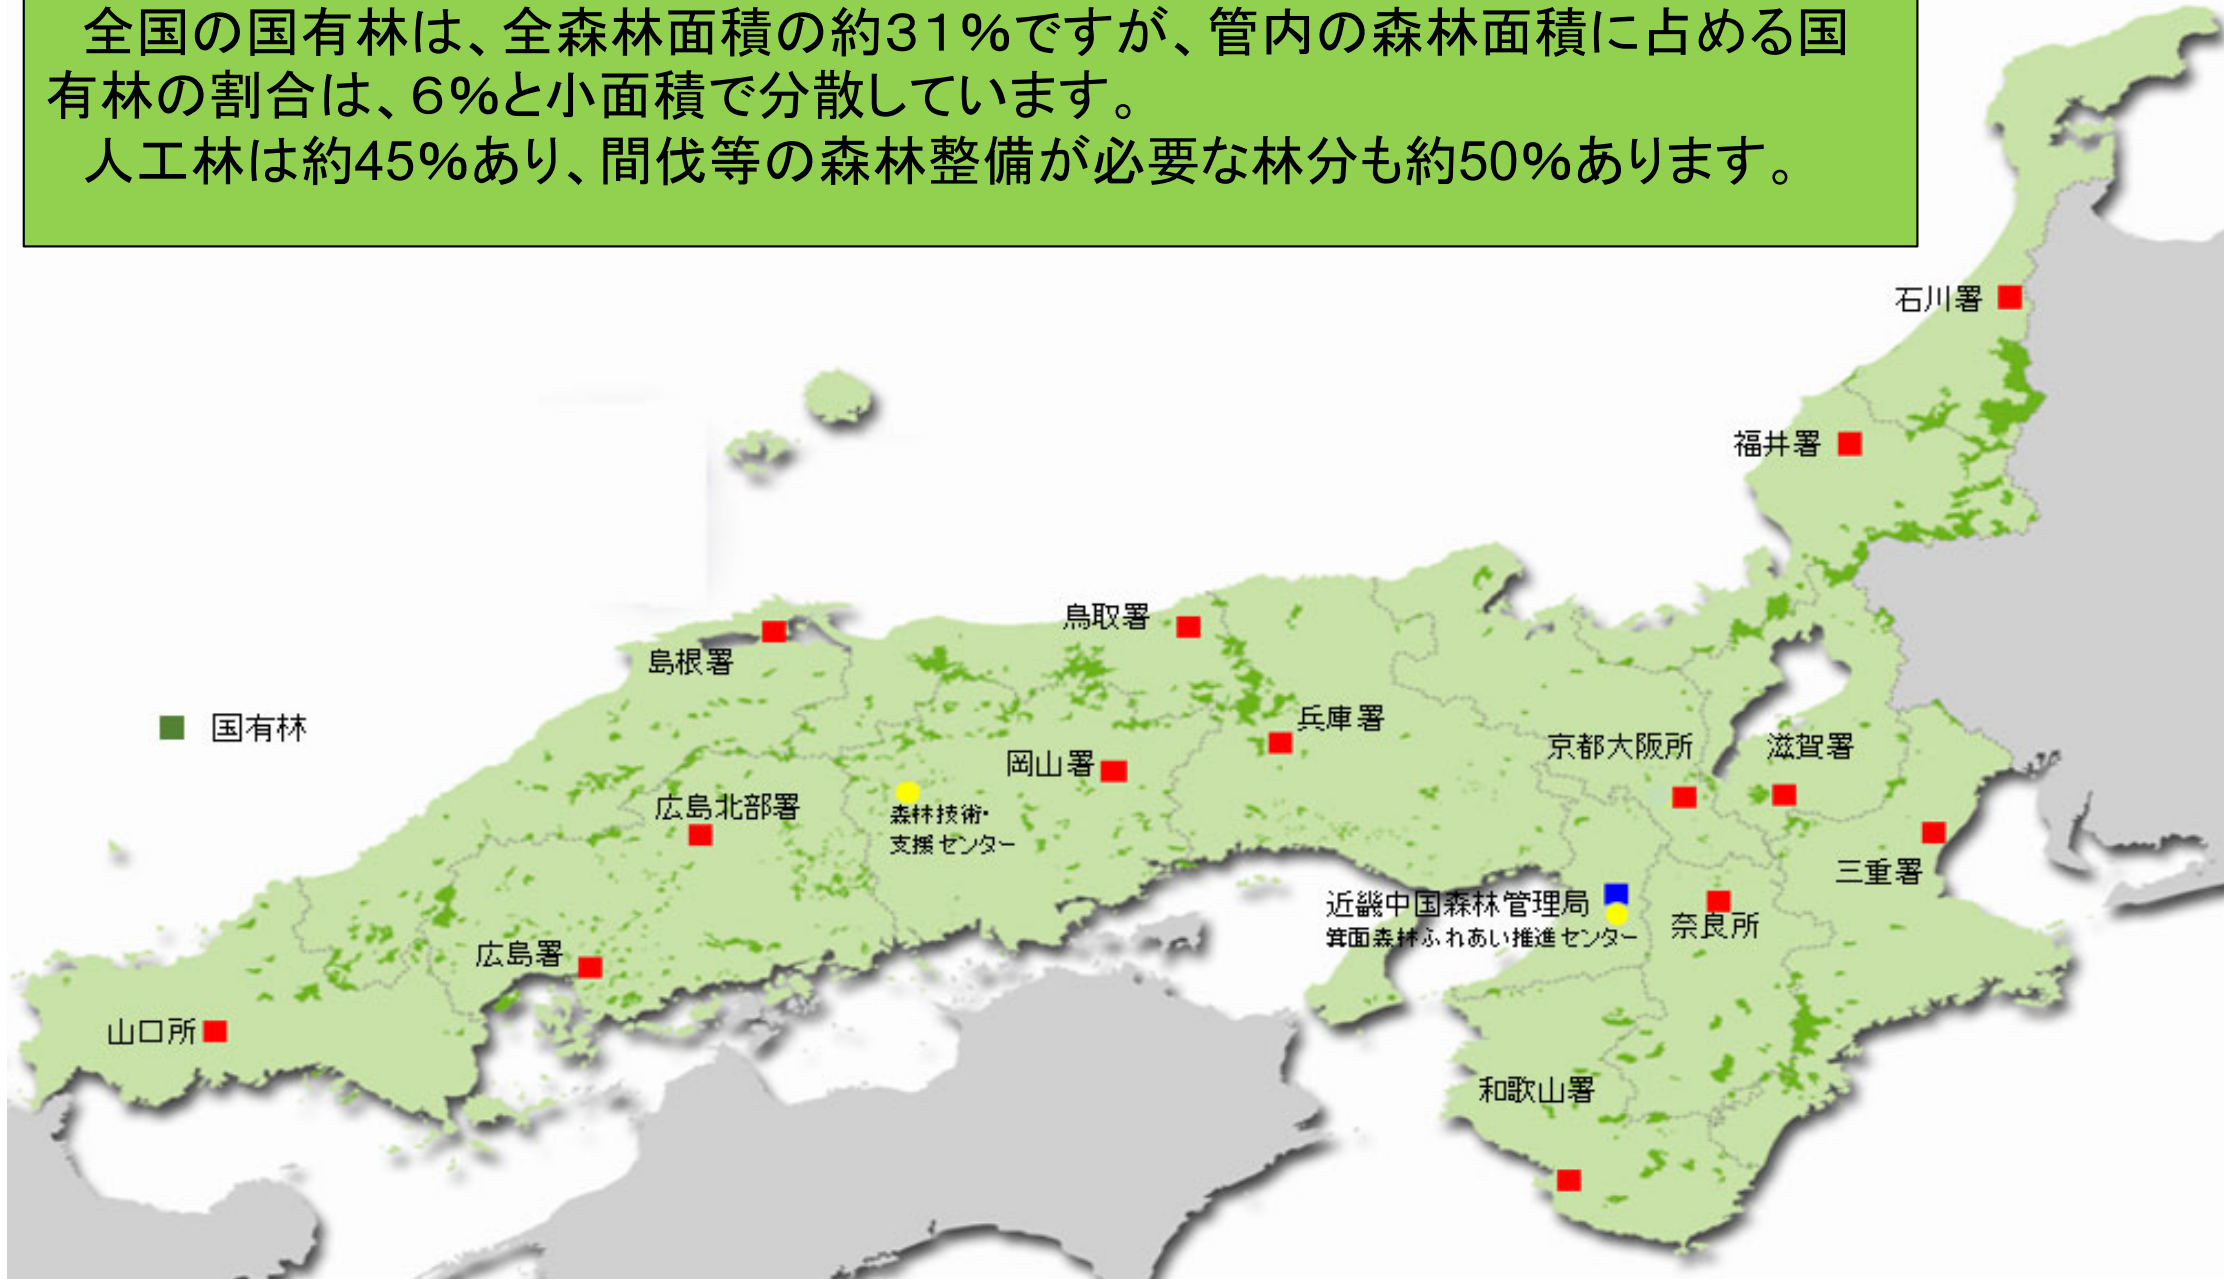 全国の国有林は、全森林面積の約３１％ですが、管内の森林面積に占める国
有林の割合は、６％と小面積で分散しています。
人工林は約45％あり、間伐等の森林整備が必要な林分も約50％あります。
石川署
福井署
鳥取署
島根署
国有林
兵庫署
京都大阪所
滋賀署
岡山署
広島北部署
森林技術・
支援センター
三重署
近畿中国森林管理局
箕面森林ふれあい推進センター
奈良所
広島署
山口所
和歌山署